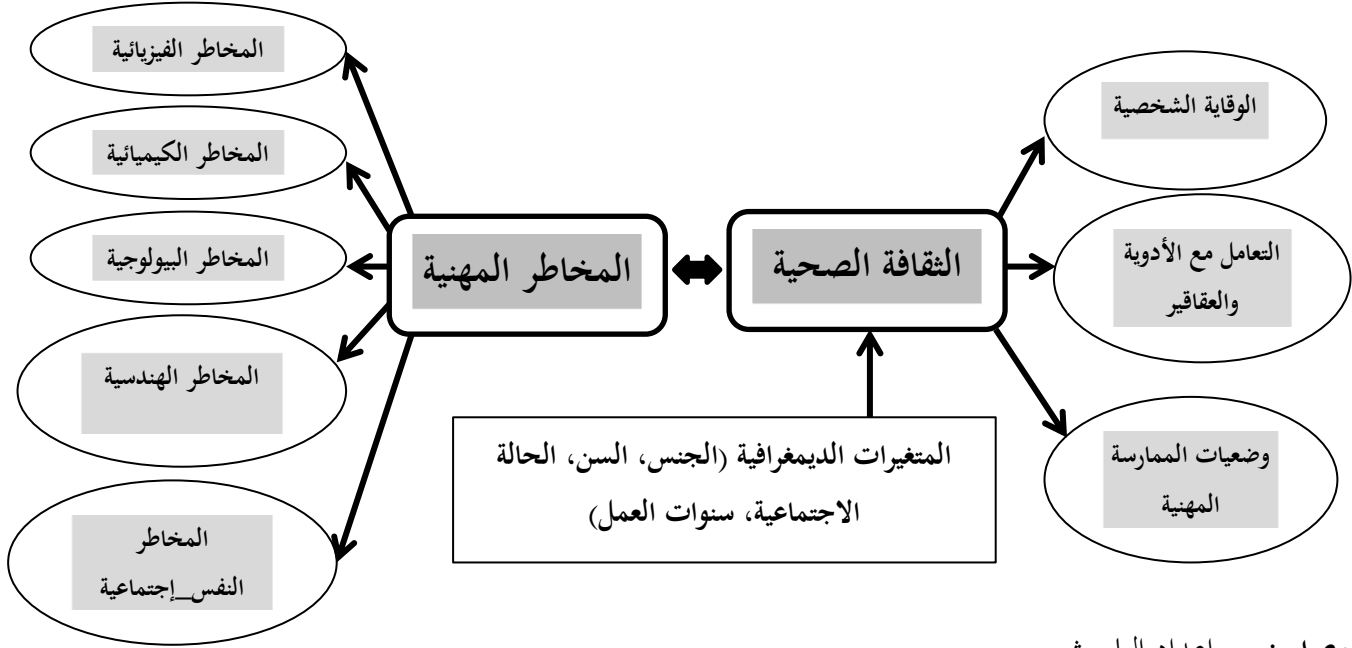 المخاطر الفيزيائية
الوقاية الشخصية
المخاطر الكيميائية
المخاطر البيولوجية
المخاطر المهنية
الثقافة الصحية
التعامل مع الأدوية
والعقاقير
المخاطر الهندسية
المتغيرات الديمغرافية (الجنس، السن، الحالة
الاجتماعية، سنوات العمل)
وضعيات الممارسة
المهنية
المخاطر
النفس_إجتماعية